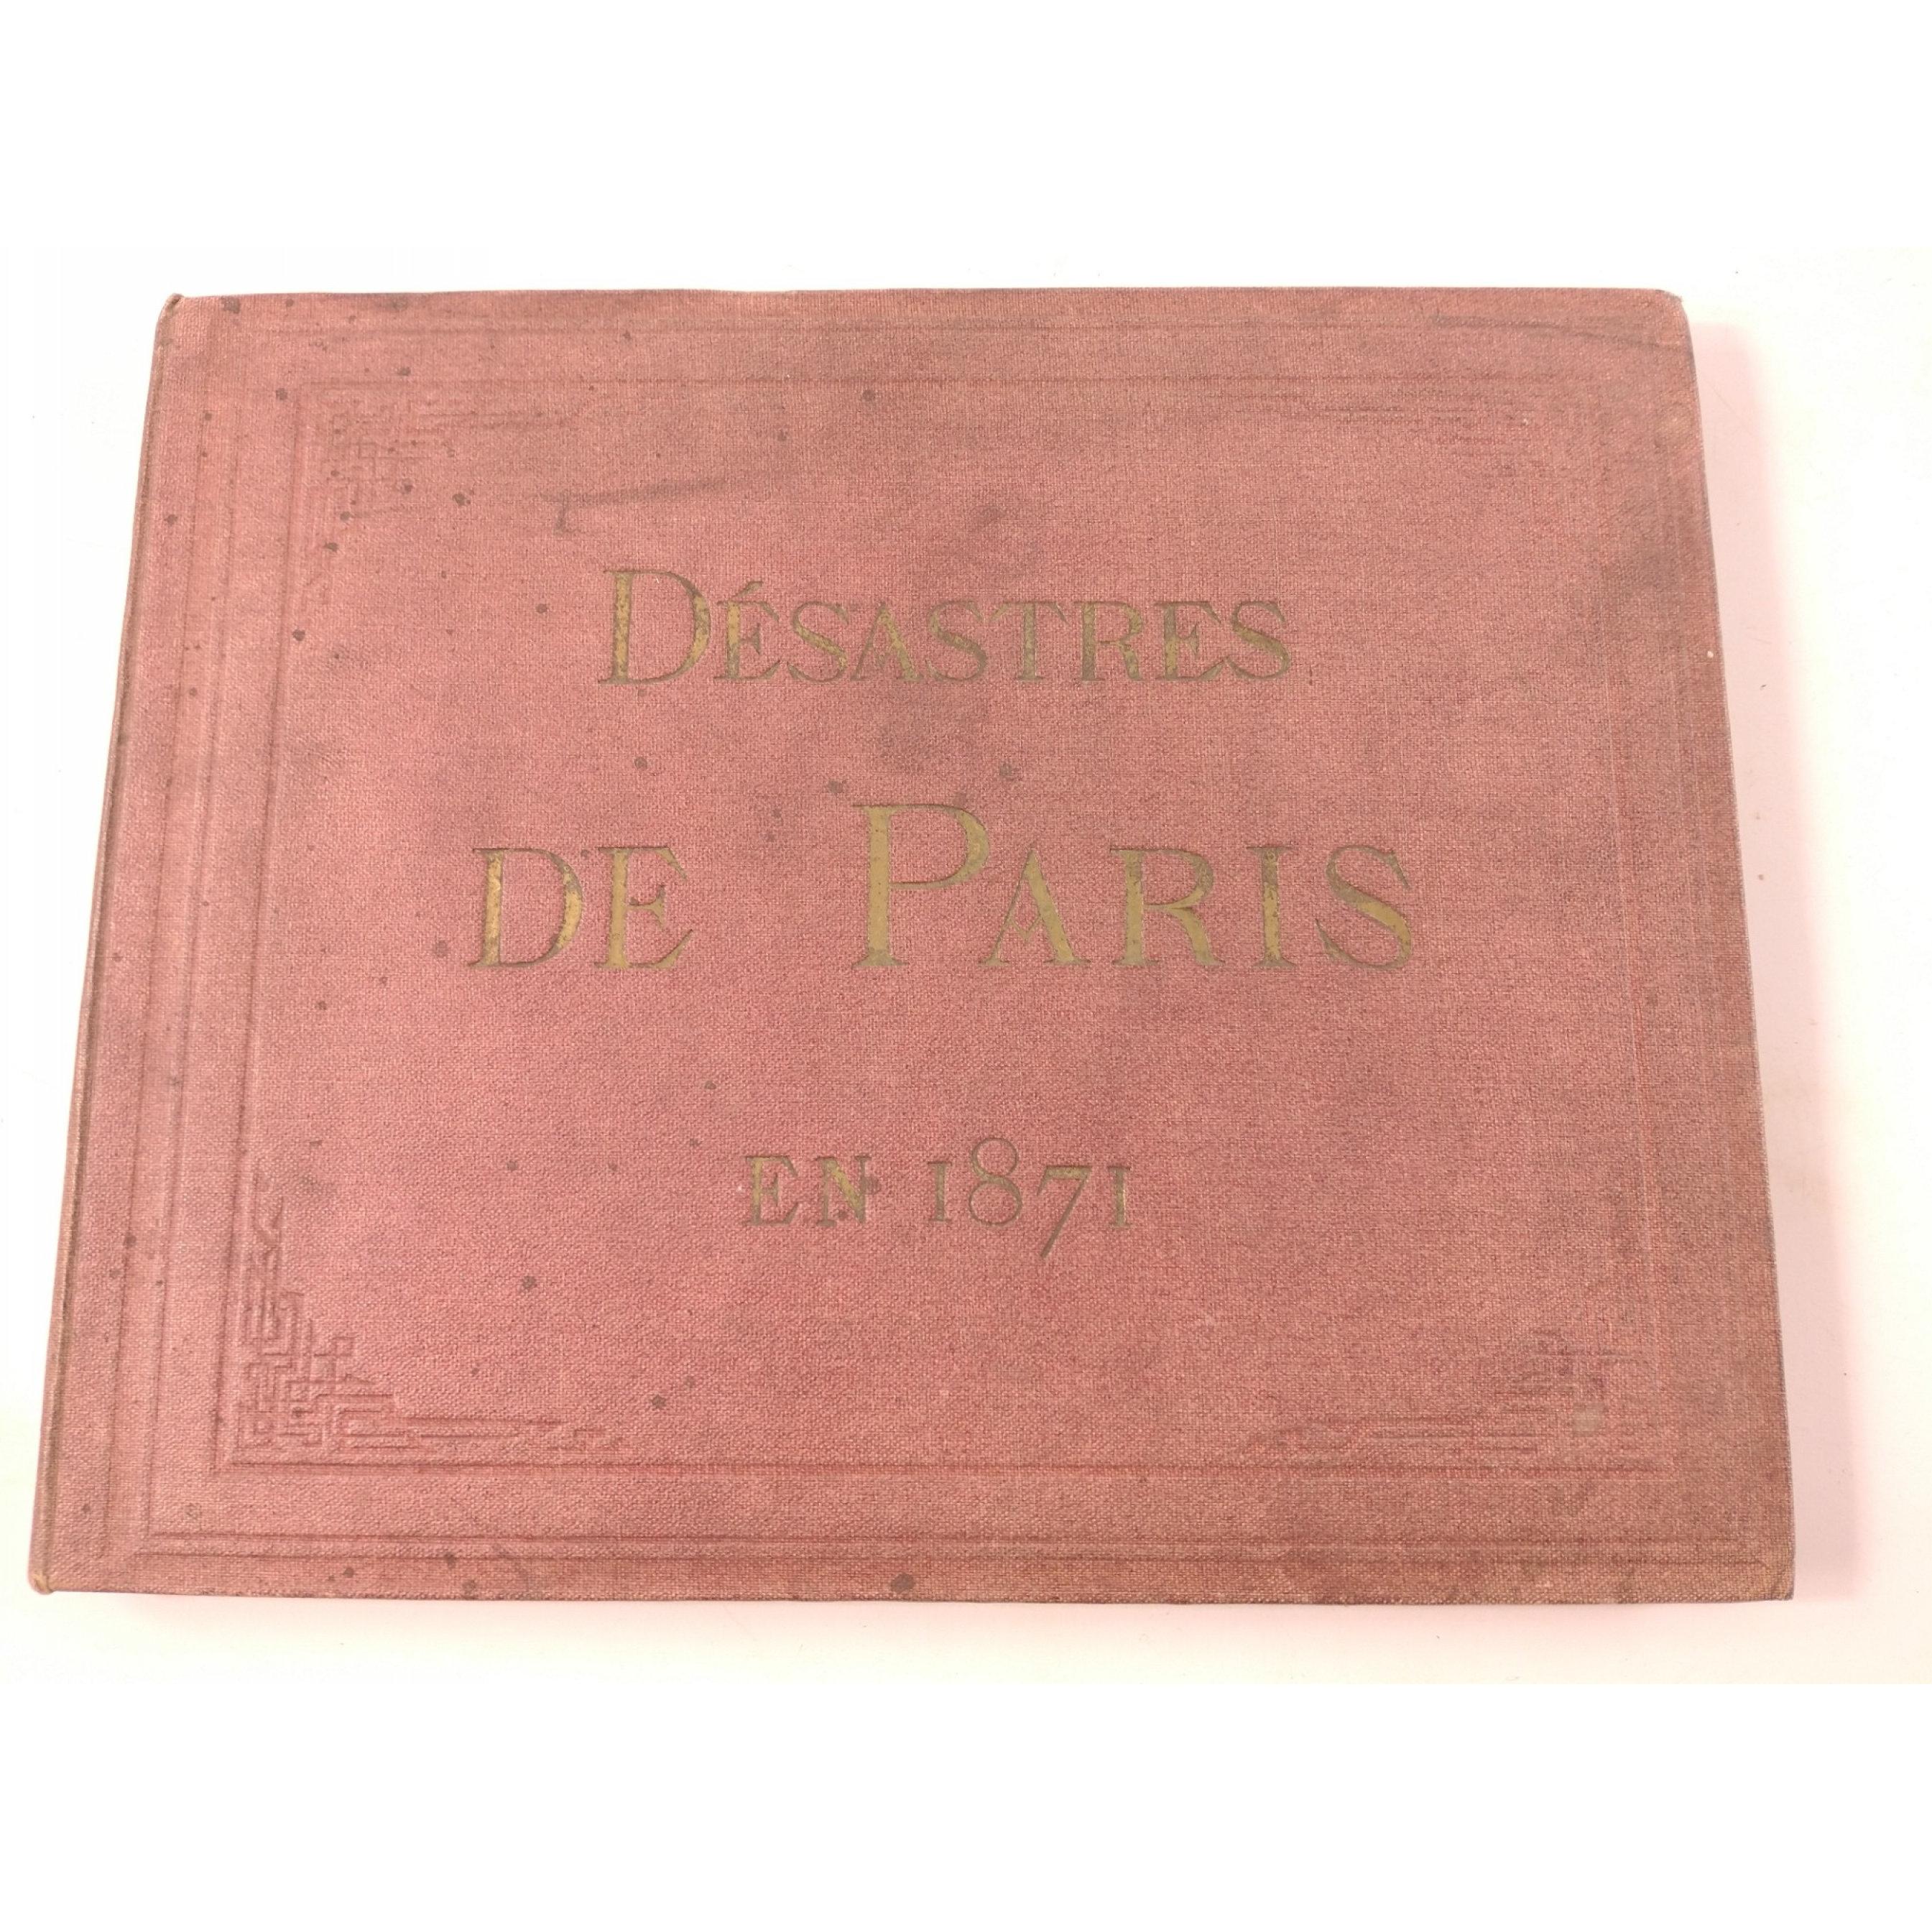 DÉSASTRES
DE PARIS
EN 1871